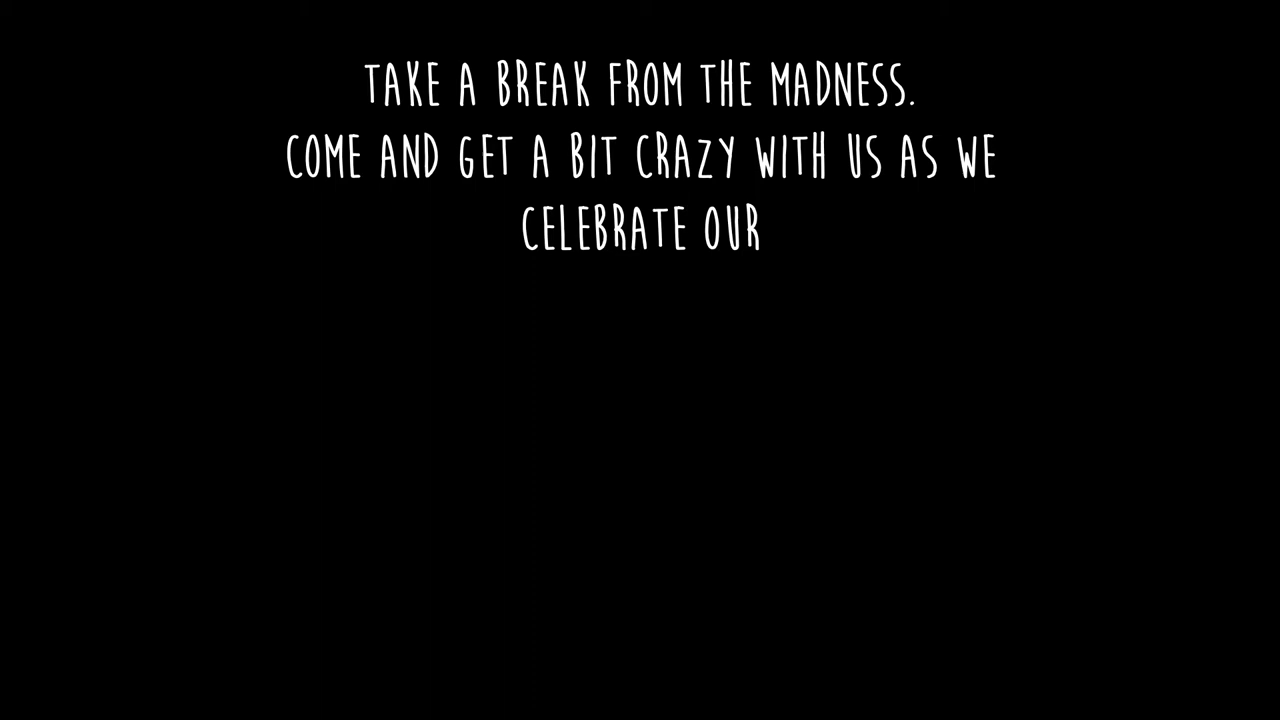 TAKE A BREAK FROM THE MADNESS.
COME AND GET A BIT CRAZY WITH US AS WE
CELEBRATE OUR